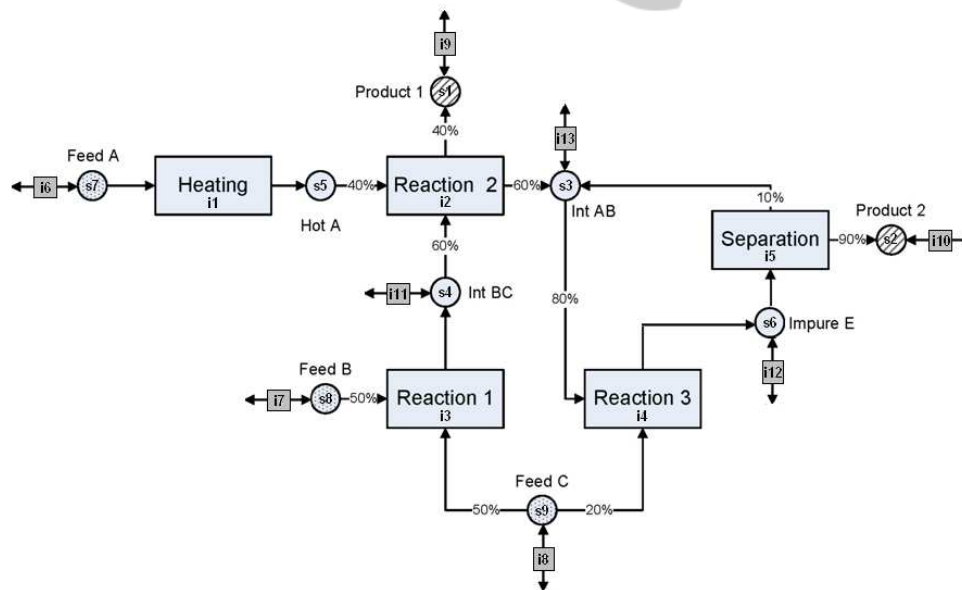 i9
Product 1
s1
40%
i13
Feed A
i6
s7
Heating
i1
s5
Hot A
40%
Reaction 2
i2
60%
s3
Int AB
10%
Product 2
Separation
i5
90%
s2
i10
60%
i11
s4
Int BC
80%
s6
Impure E
i12
Feed B
i7
s8
50%
Reaction 1
i3
Reaction 3
i4
Feed C
50%
s9
20%
i8